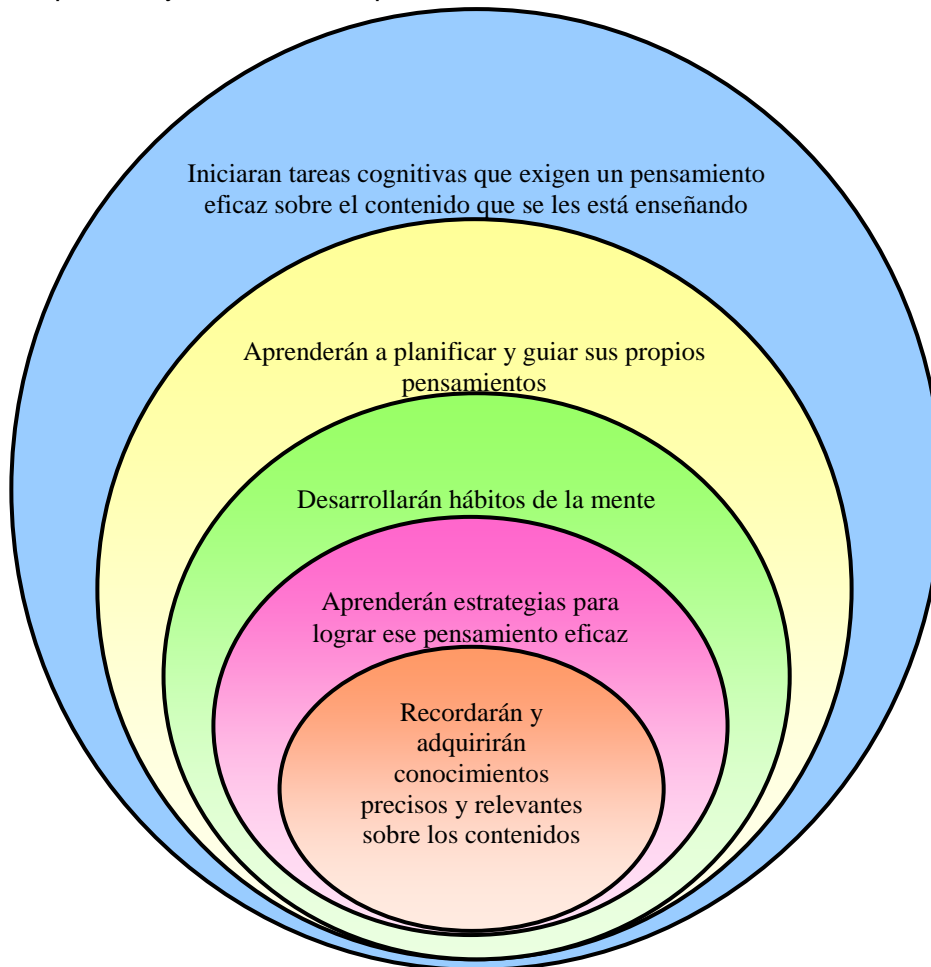 Iniciaran tareas cognitivas que exigen un pensamiento
eficaz sobre el contenido que se les está enseñando
Aprenderán a planificar y guiar sus propios
pensamientos
Desarrollarán hábitos de la mente
Aprenderán estrategias para
lograr ese pensamiento eficaz
Recordarán y
adquirirán
conocimientos
precisos y relevantes
sobre los contenidos